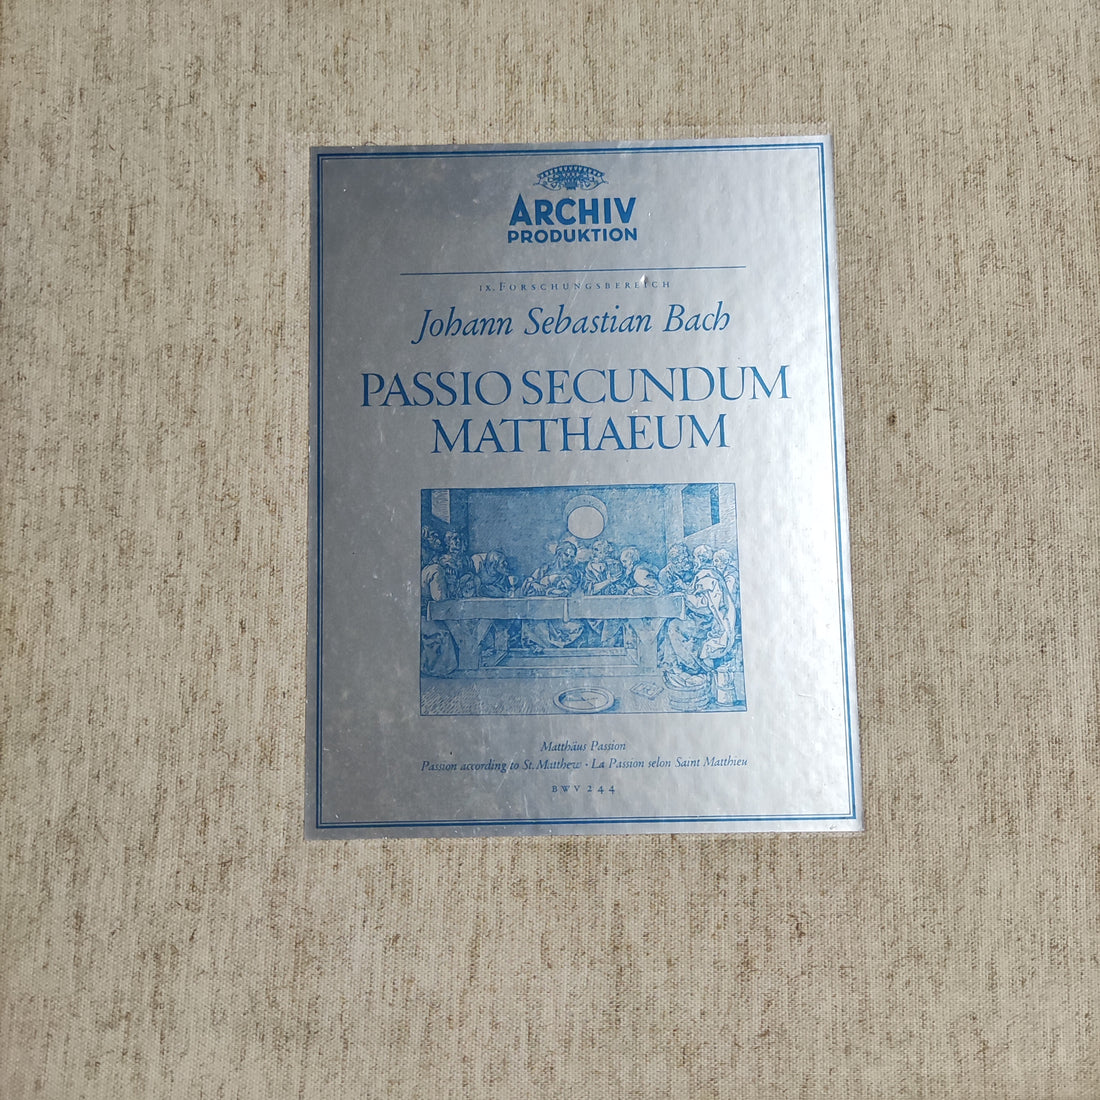 ARCHIV
PRODUKTION
IX. FORSCHUNGSBEREICH
Johann Sebastian Bach
PASSIO SECUNDUM
MATTHAEUM
Matthäus Passion
Passion according to St. Matthew · La Passion selon Saint Matthieu
BWV 244